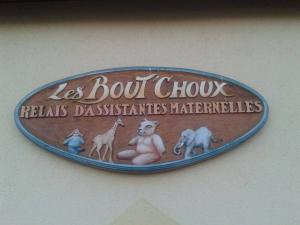 Les Bout'Choux
RELAIS D'ASSISTANTES MATERNELLES